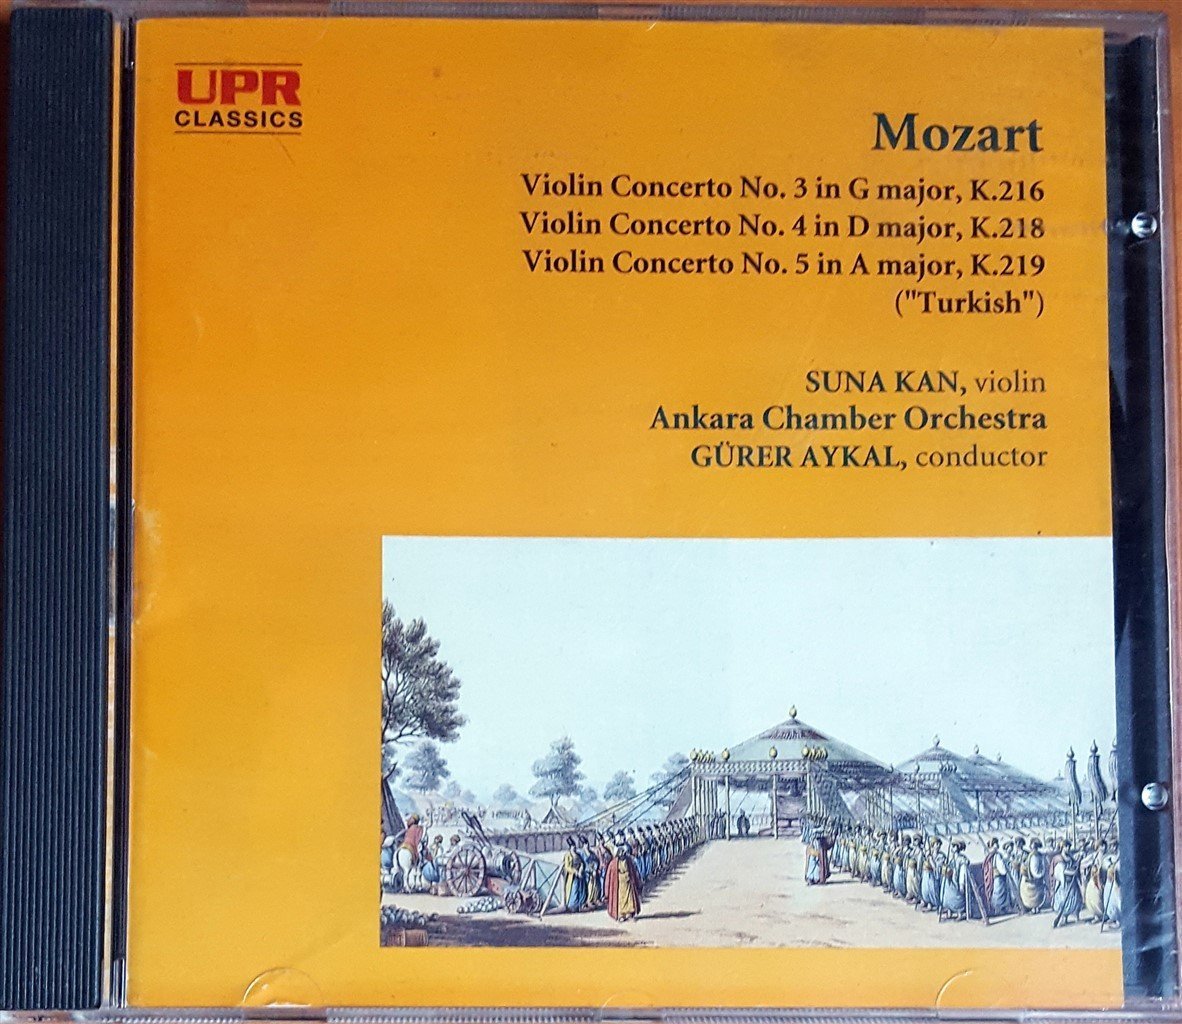 UPR
CLASSICS
Mozart
Violin Concerto No. 3 in G major, K.216
Violin Concerto No. 4 in D major, K.218
Violin Concerto No. 5 in A major, K.219
("Turkish")
SUNA KAN, violin
Ankara Chamber Orchestra
GÜRER AYKAL, conductor